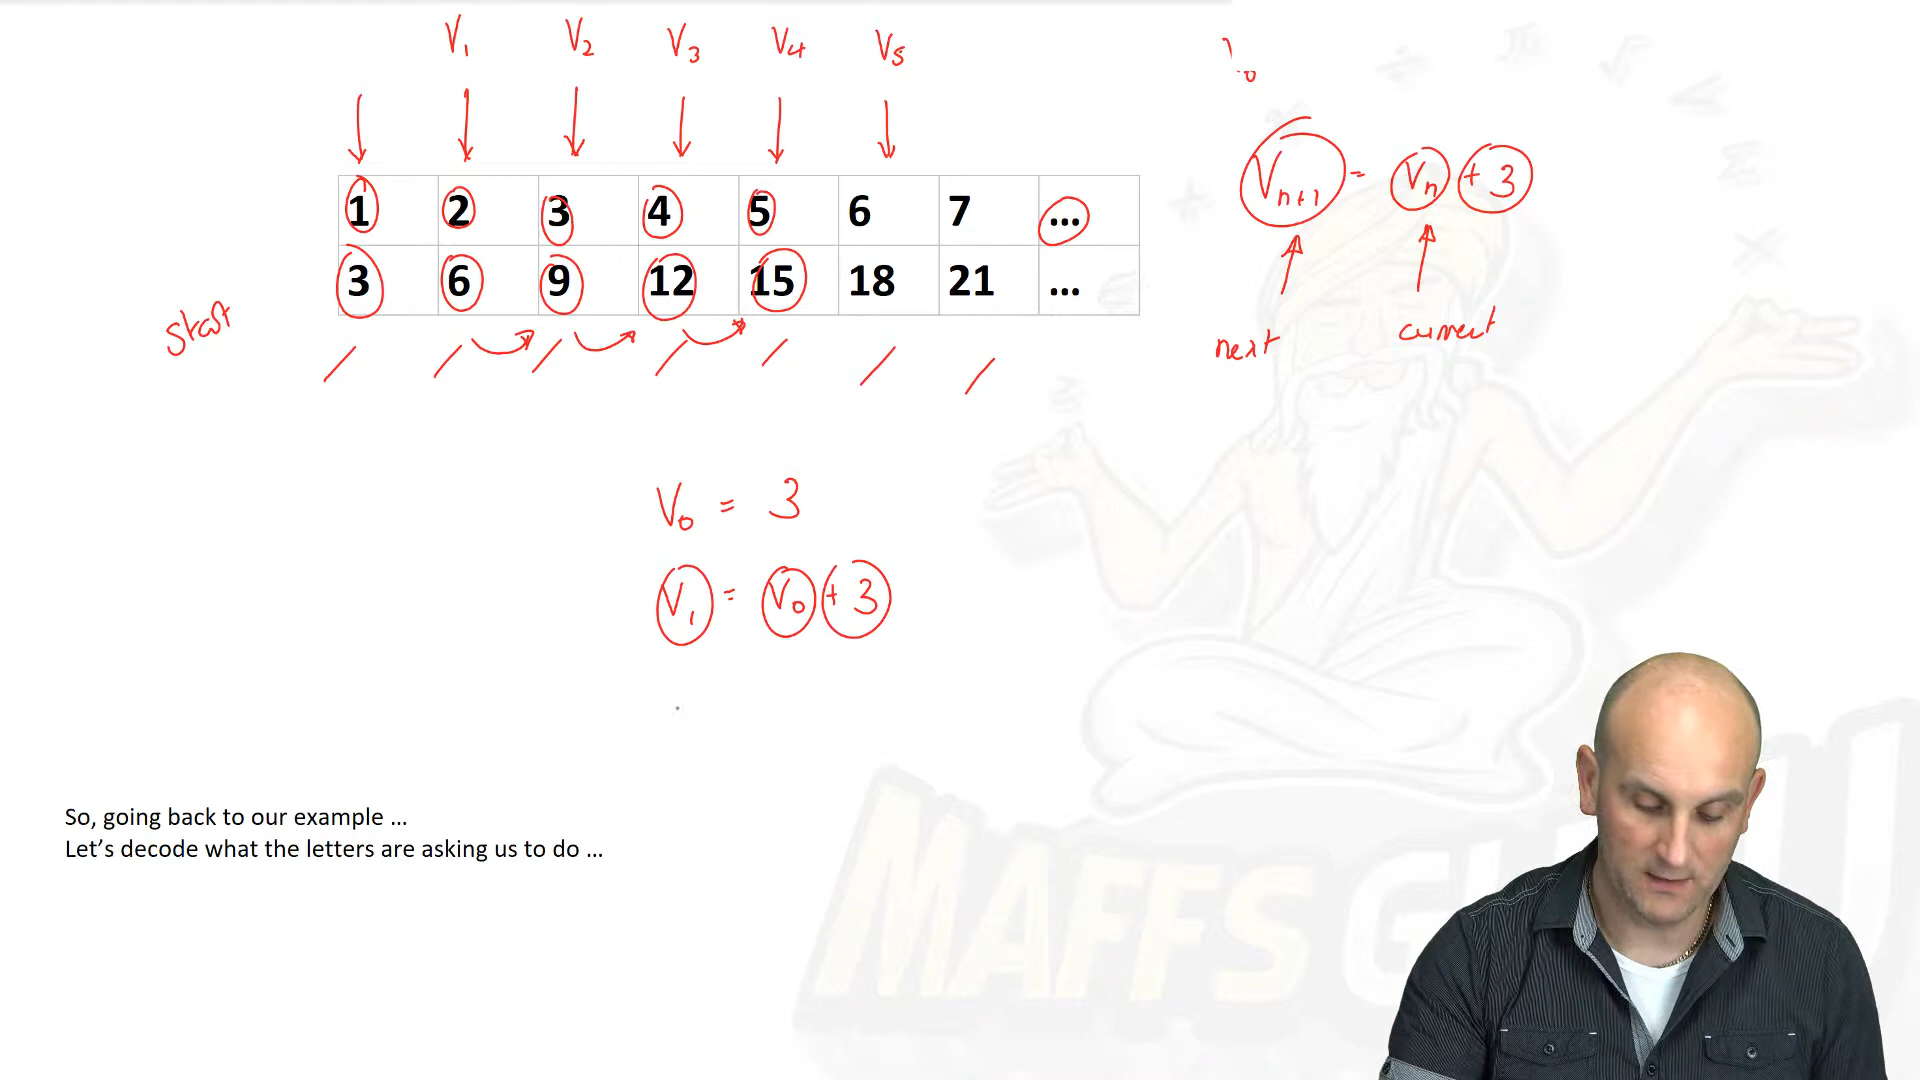 V1 V2 V3 V4 V5
1 2 3 4 5 6 7 ...
3 6 9 12 15 18 21 ...
start
Vn+1 = Vn + 3
next current
V0 = 3
V1 = V0 + 3
So, going back to our example ...
Let's decode what the letters are asking us to do ...
MAFFS